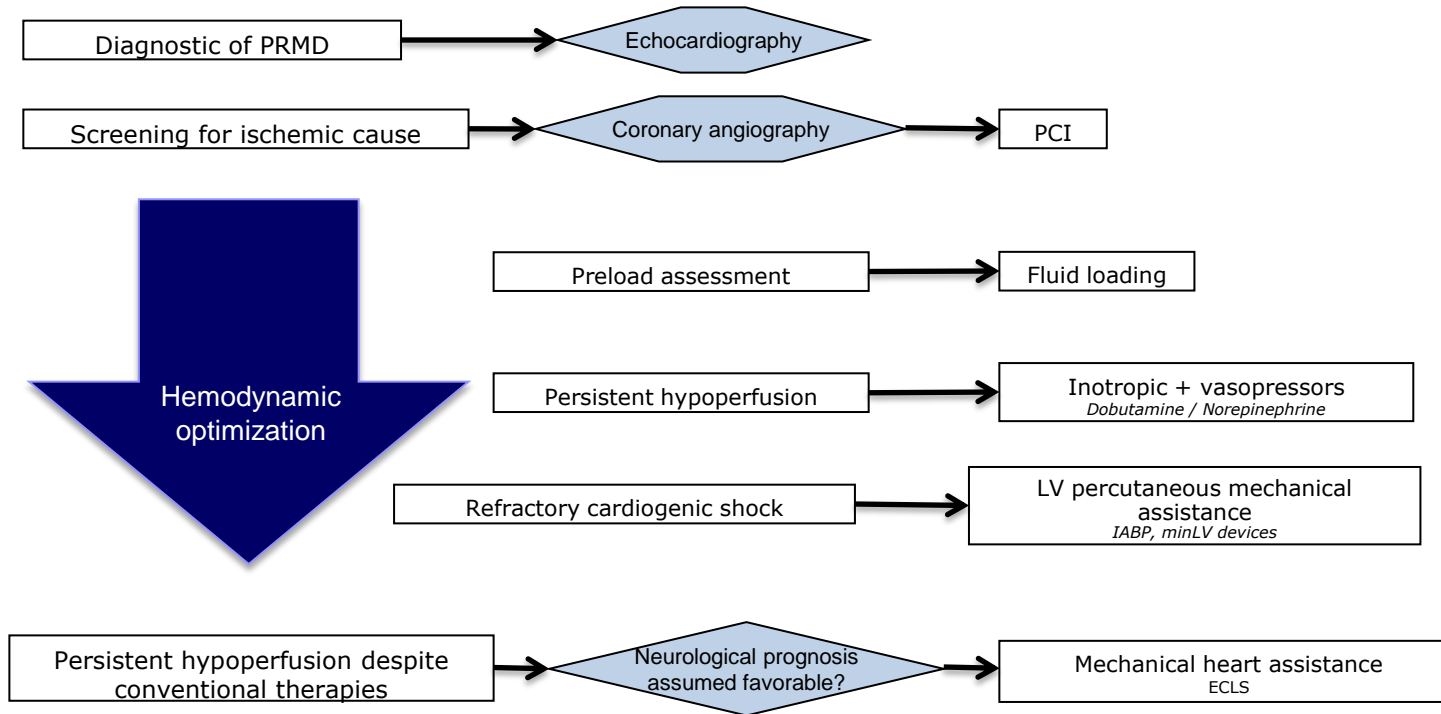 Diagnostic of PRMD
Echocardiography
Screening for ischemic cause
Coronary angiography
PCI
Preload assessment
Fluid loading
Hemodynamic
optimization
Persistent hypoperfusion
Inotropic + vasopressors
Dobutamine / Norepinephrine
Refractory cardiogenic shock
LV percutaneous mechanical
assistance
IABP, minLV devices
Persistent hypoperfusion despite
conventional therapies
Neurological prognosis
assumed favorable?
Mechanical heart assistance
ECLS